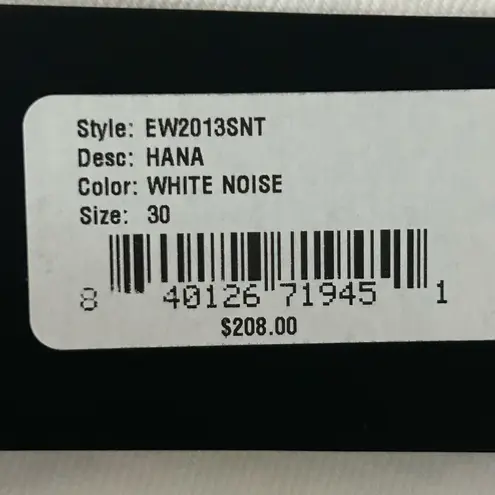 Style: EW2013SNT
Desc: HANA
Color: WHITE NOISE
Size: 30
8 40126 71945 1
$208.00